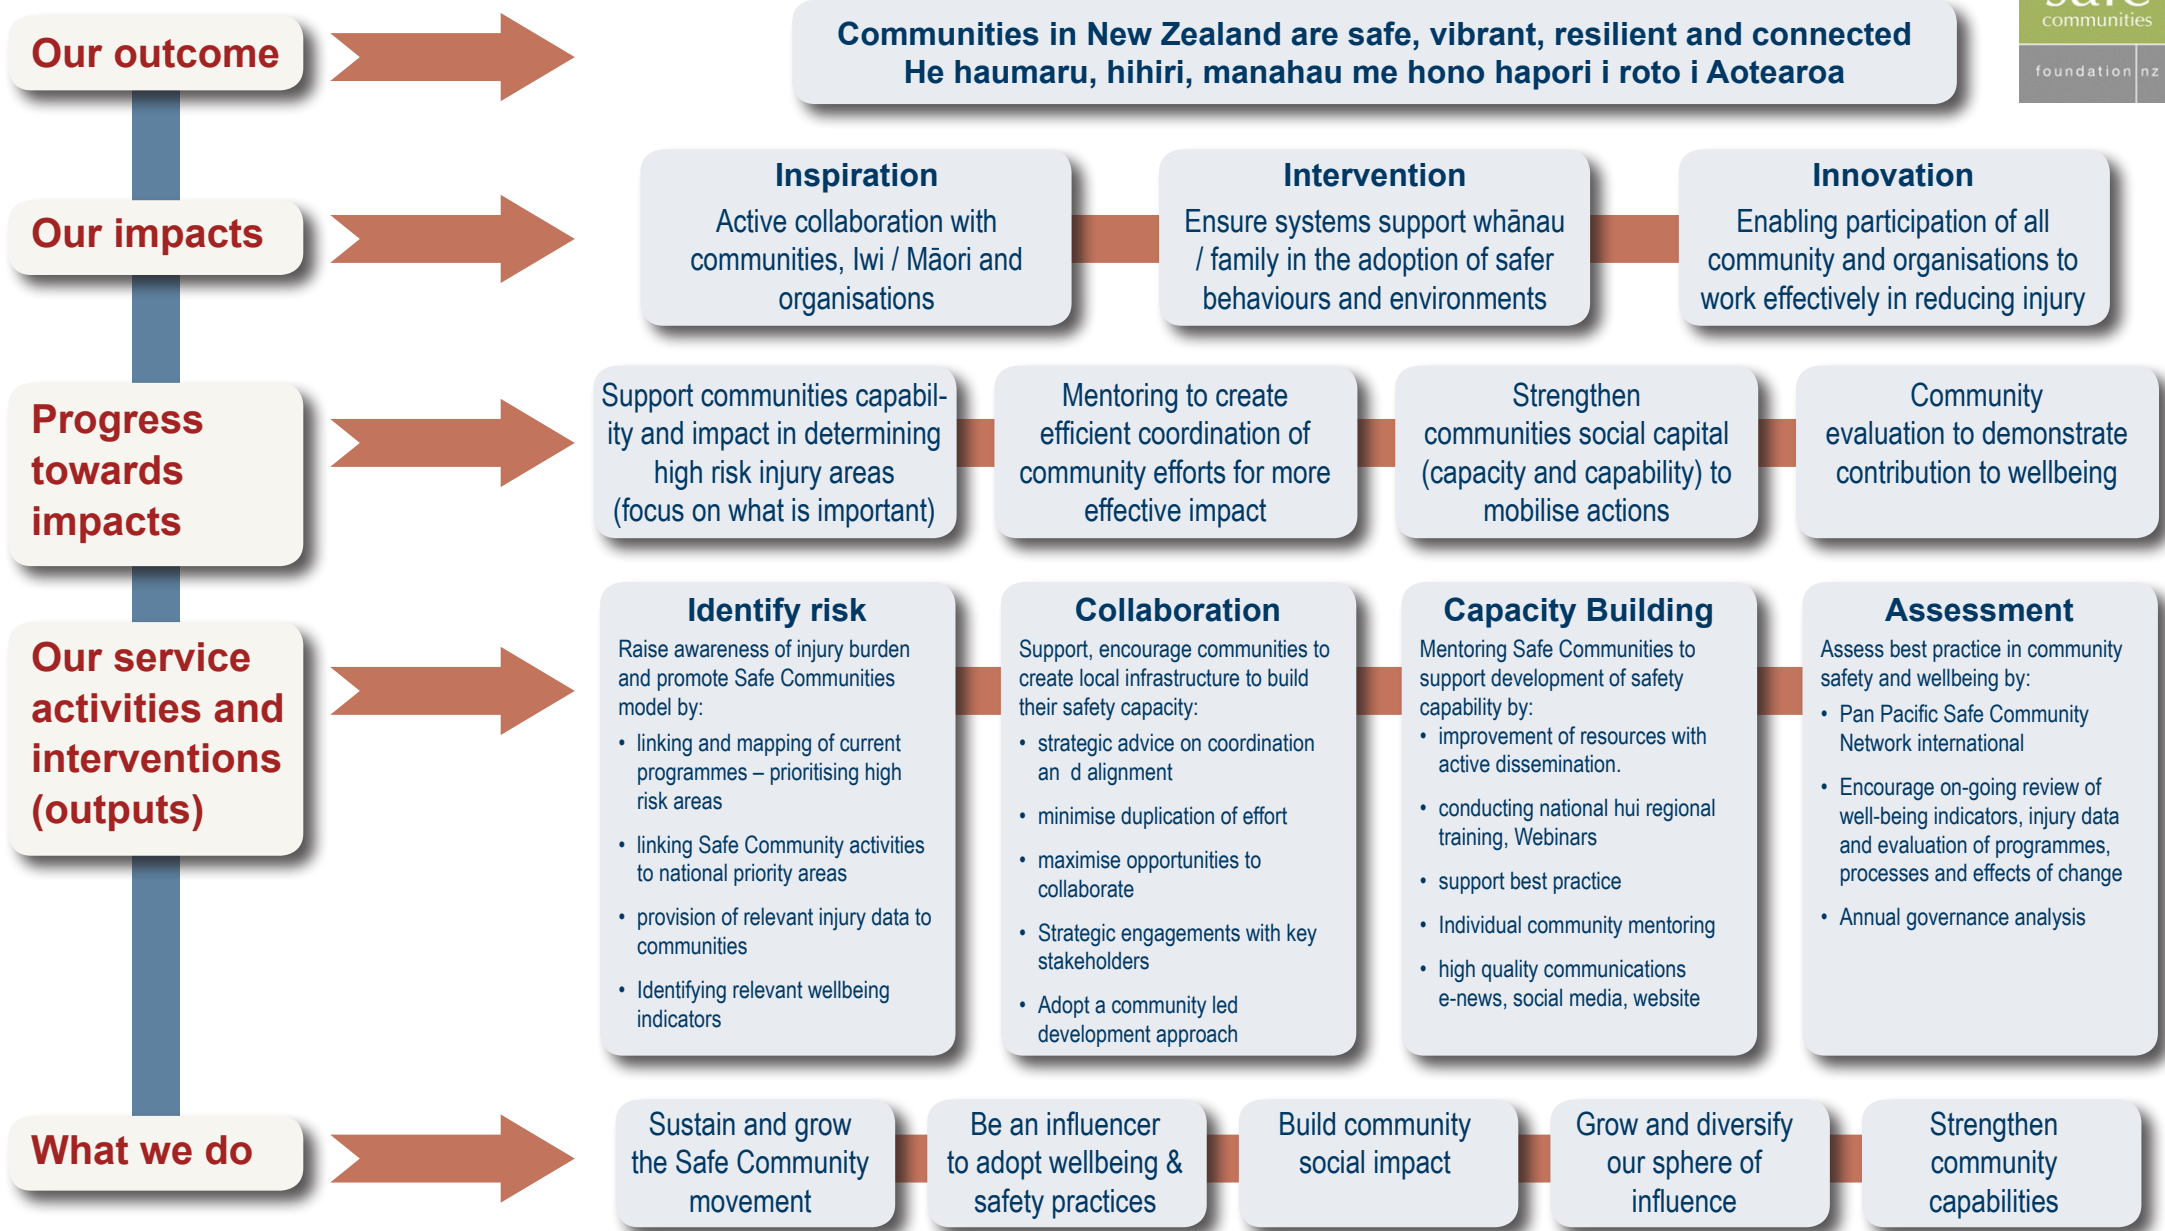 Our outcome
Communities in New Zealand are safe, vibrant, resilient and connected
He haumaru, hihiri, manahau me hono hapori i roto i Aotearoa
safe
communities
foundation nz
Our impacts
Inspiration
Active collaboration with
communities, Iwi / Māori and
organisations
Intervention
Ensure systems support whānau
/ family in the adoption of safer
behaviours and environments
Innovation
Enabling participation of all
community and organisations to
work effectively in reducing injury
Progress
towards
impacts
Support communities capabil-
ity and impact in determining
high risk injury areas
(focus on what is important)
Mentoring to create
efficient coordination of
community efforts for more
effective impact
Strengthen
communities social capital
(capacity and capability) to
mobilise actions
Community
evaluation to demonstrate
contribution to wellbeing
Our service
activities and
interventions
(outputs)
Identify risk
Raise awareness of injury burden
and promote Safe Communities
model by:
• linking and mapping of current
programmes – prioritising high
risk areas
• linking Safe Community activities
to national priority areas
• provision of relevant injury data to
communities
• Identifying relevant wellbeing
indicators
Collaboration
Support, encourage communities to
create local infrastructure to build
their safety capacity:
• strategic advice on coordination
an d alignment
• minimise duplication of effort
• maximise opportunities to
collaborate
• Strategic engagements with key
stakeholders
• Adopt a community led
development approach
Capacity Building
Mentoring Safe Communities to
support development of safety
capability by:
• improvement of resources with
active dissemination.
• conducting national hui regional
training, Webinars
• support best practice
• Individual community mentoring
• high quality communications
e-news, social media, website
Assessment
Assess best practice in community
safety and wellbeing by:
• Pan Pacific Safe Community
Network international
• Encourage on-going review of
well-being indicators, injury data
and evaluation of programmes,
processes and effects of change
• Annual governance analysis
What we do
Sustain and grow
the Safe Community
movement
Be an influencer
to adopt wellbeing &
safety practices
Build community
social impact
Grow and diversify
our sphere of
influence
Strengthen
community
capabilities